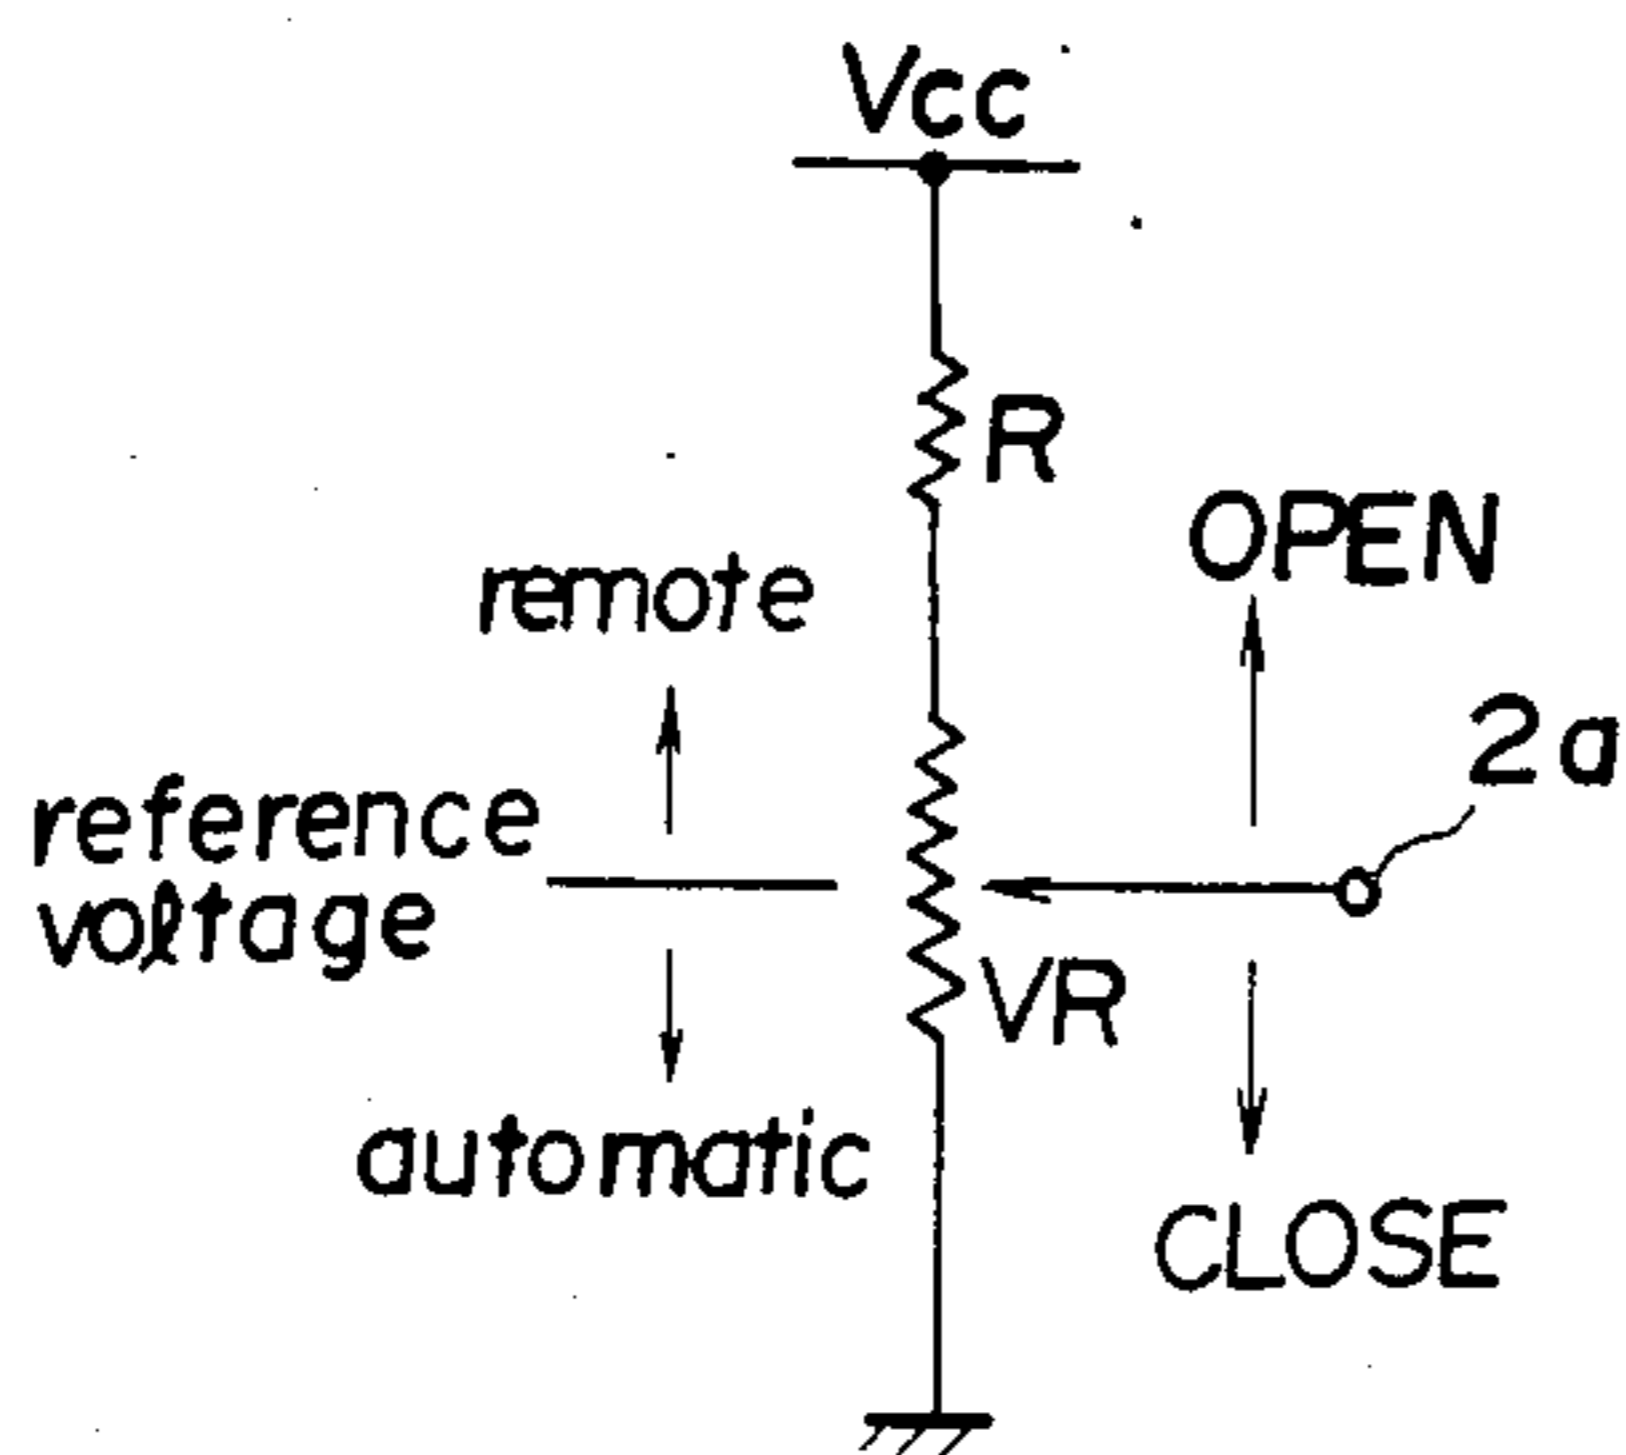 Vcc
R
OPEN
remote
2a
reference
voltage
VR
automatic
CLOSE